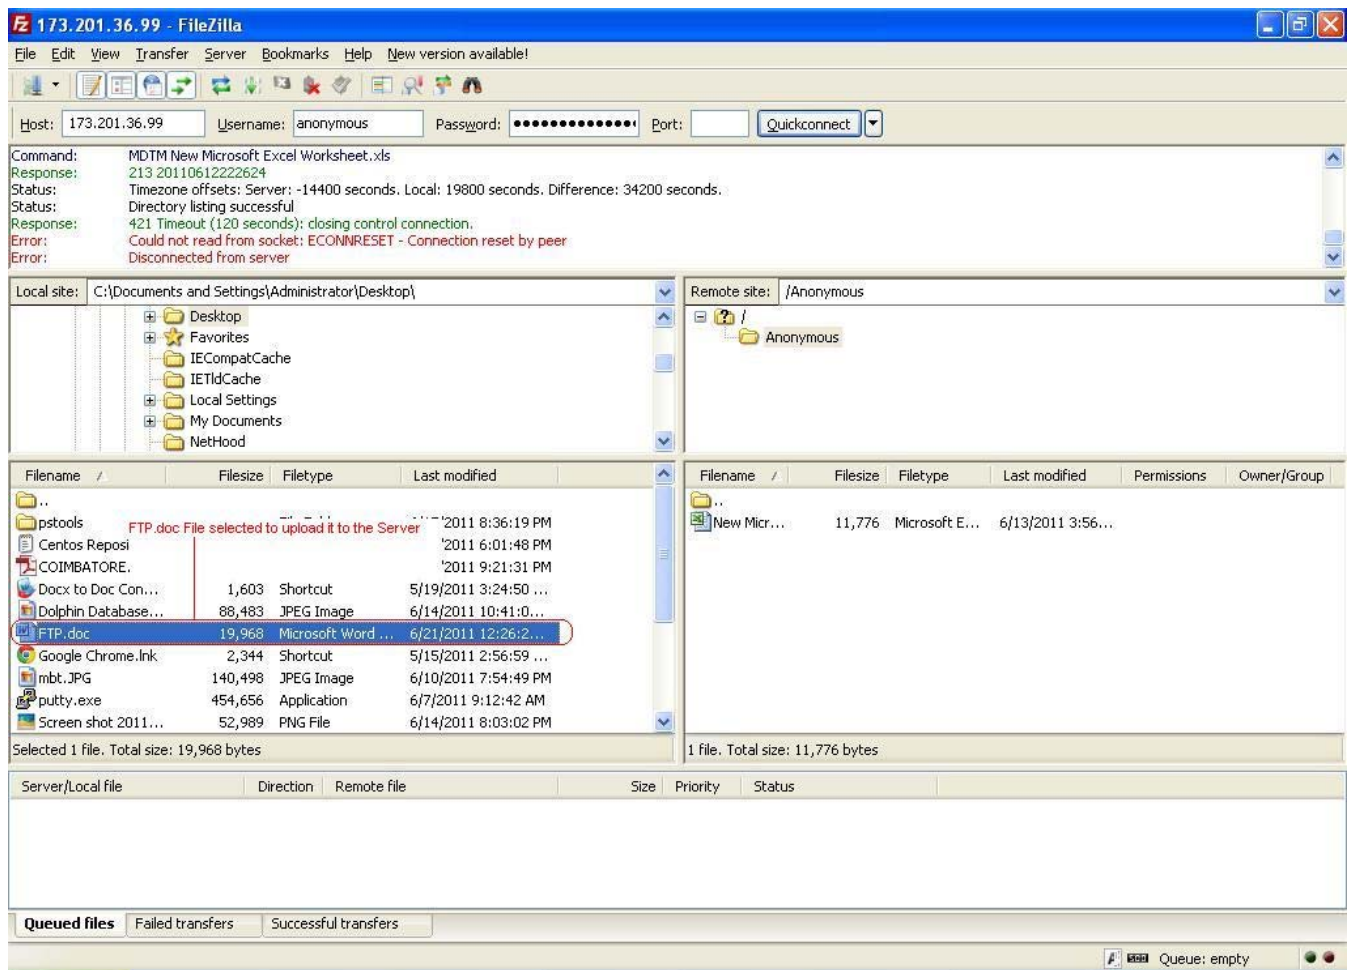 173.201.36.99 - FileZilla
File Edit View Transfer Server Bookmarks Help New version available!
Host: 173.201.36.99 Username: anonymous Password: Port: Quickconnect
Command: MDTM New Microsoft Excel Worksheet.xls
Response: 213 20110612222624
Status: Timezone offsets: Server: -14400 seconds. Local: 19800 seconds. Difference: 34200 seconds.
Status: Directory listing successful
Response: 421 Timeout (120 seconds): closing control connection.
Error: Could not read from socket: ECONNRESET - Connection reset by peer
Error: Disconnected from server
Local site: C:\Documents and Settings\Administrator\Desktop\
Desktop
Favorites
IECompatCache
IETldCache
Local Settings
My Documents
NetHood
Remote site: /Anonymous
/
Anonymous
Filename Filesize Filetype Last modified
..
pstools '2011 8:36:19 PM
FTP.doc File selected to upload it to the Server
Centos Reposi '2011 6:01:48 PM
COIMBATORE. '2011 9:21:31 PM
Docx to Doc Con... 1,603 Shortcut 5/19/2011 3:24:50 ...
Dolphin Database... 88,483 JPEG Image 6/14/2011 10:41:0...
FTP.doc 19,968 Microsoft Word ... 6/21/2011 12:26:2...
Google Chrome.lnk 2,344 Shortcut 5/15/2011 2:56:59 ...
mbt.JPG 140,498 JPEG Image 6/10/2011 7:54:49 PM
putty.exe 454,656 Application 6/7/2011 9:12:42 AM
Screen shot 2011... 52,989 PNG File 6/14/2011 8:03:02 PM
Selected 1 file. Total size: 19,968 bytes
Filename Filesize Filetype Last modified Permissions Owner/Group
..
New Micr... 11,776 Microsoft E... 6/13/2011 3:56...
1 file. Total size: 11,776 bytes
Server/Local file Direction Remote file Size Priority Status
Queued files Failed transfers Successful transfers
Queue: empty